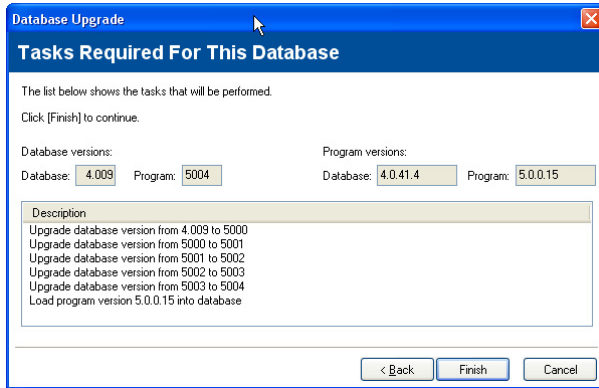 Database Upgrade
Tasks Required For This Database
The list below shows the tasks that will be performed.
Click [Finish] to continue.
Database versions: Program versions:
Database: 4.009 Program: 5004 Database: 4.0.41.4 Program: 5.0.0.15
Description
Upgrade database version from 4.009 to 5000
Upgrade database version from 5000 to 5001
Upgrade database version from 5001 to 5002
Upgrade database version from 5002 to 5003
Upgrade database version from 5003 to 5004
Load program version 5.0.0.15 into database
< Back Finish Cancel